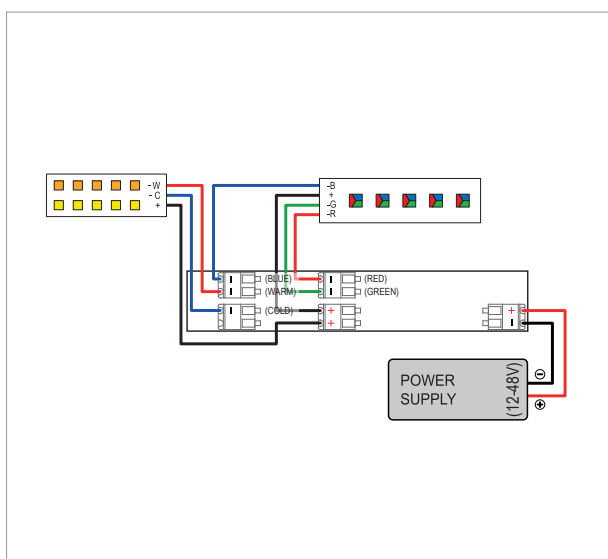 -W
-C
+
-B
+
-G
-R
(BLUE)
(WARM)
(COLD)
(RED)
(GREEN)
+
+
+
POWER
SUPPLY
(12-48V)